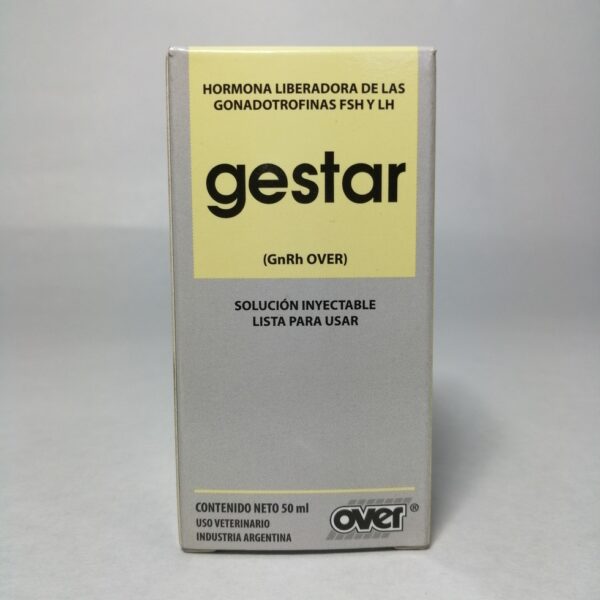 HORMONA LIBERADORA DE LAS
GONADOTROFINAS FSH Y LH
gestar
(GnRh OVER)
SOLUCIÓN INYECTABLE
LISTA PARA USAR
CONTENIDO NETO 50 ml
USO VETERINARIO
INDUSTRIA ARGENTINA
over®